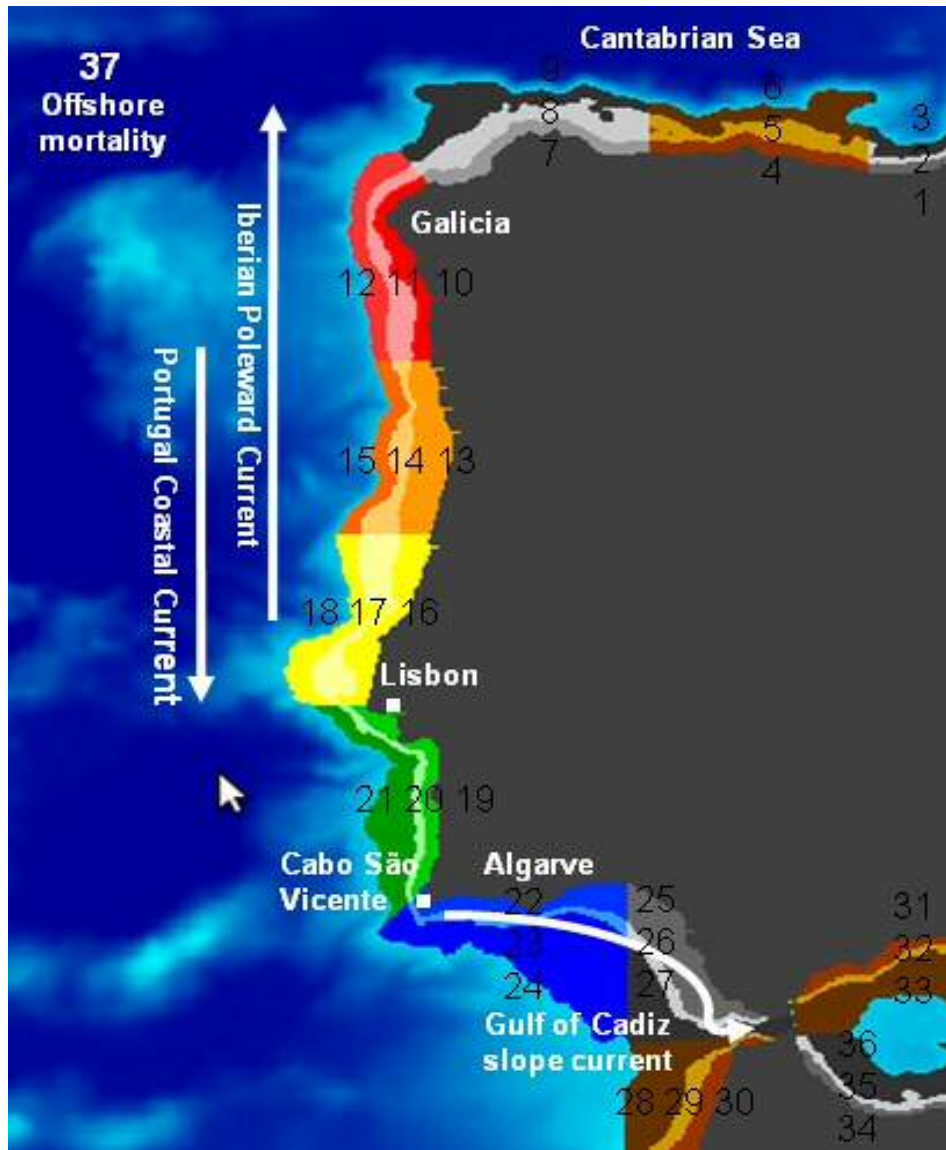 Cantabrian Sea
37
Offshore
mortality
9
8
7
6
5
4
3
2
1
Iberian Poleward Current
Portugal Coastal Current
Galicia
12 11 10
15 14 13
18 17 16
Lisbon
21 20 19
Cabo São
Vicente
Algarve
22
23
24
25
26
27
Gulf of Cadiz
slope current
28 29 30
31
32
33
36
35
34